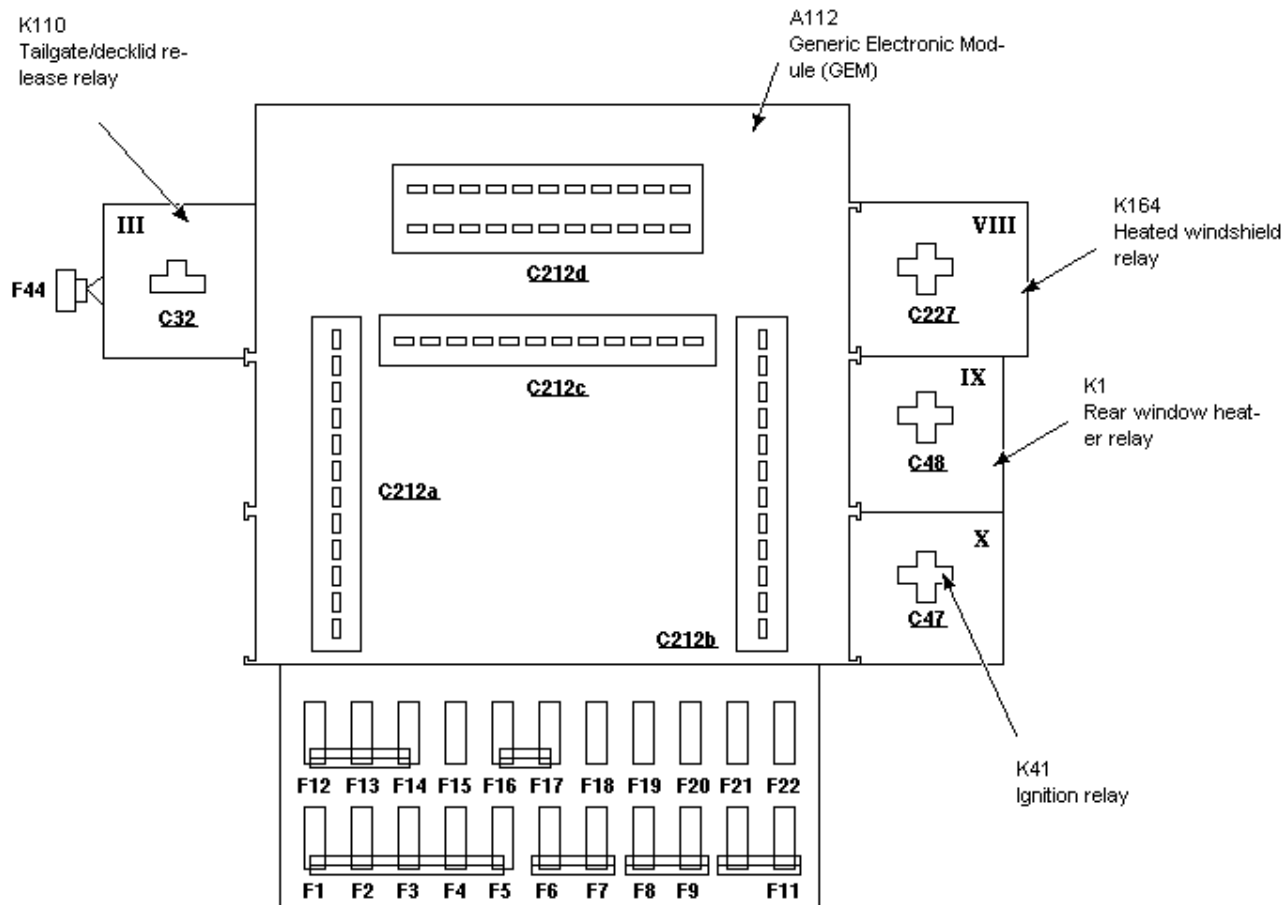 K110
Tailgate/decklid re-
lease relay
A112
Generic Electronic Mod-
ule (GEM)
III
F44
C32
C212d
VIII
C227
K164
Heated windshield
relay
C212c
IX
C48
K1
Rear window heat-
er relay
C212a
X
C47
C212b
K41
Ignition relay
F12 F13 F14 F15 F16 F17 F18 F19 F20 F21 F22
F1 F2 F3 F4 F5 F6 F7 F8 F9 F11